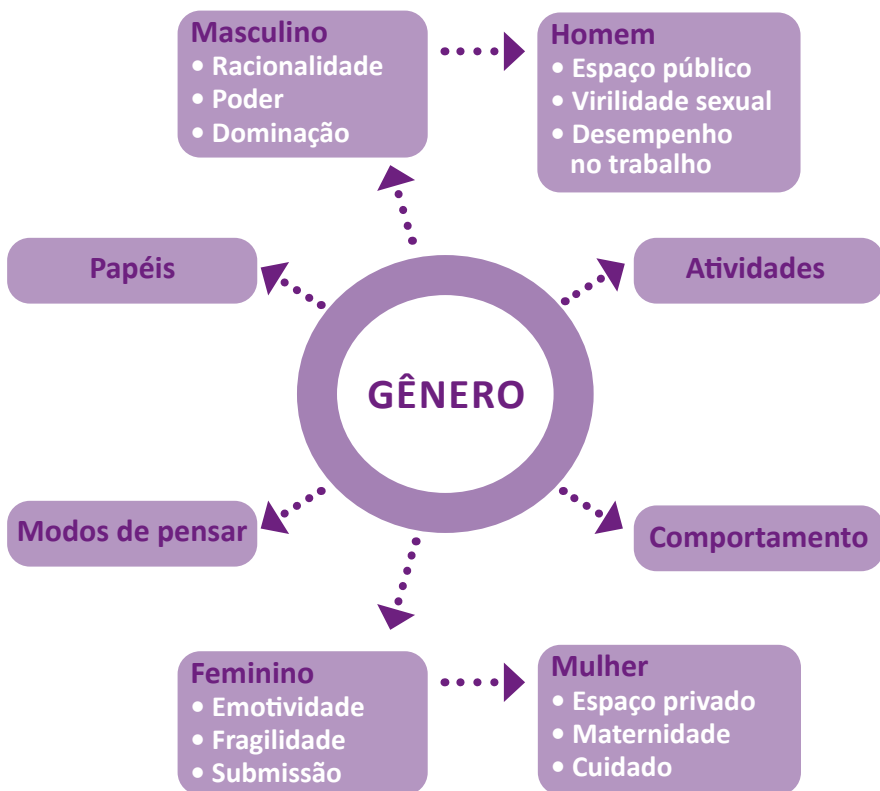 Masculino
• Racionalidade
• Poder
• Dominação
Homem
• Espaço público
• Virilidade sexual
• Desempenho
no trabalho
Papéis
Atividades
GÊNERO
Modos de pensar
Comportamento
Feminino
• Emotividade
• Fragilidade
• Submissão
Mulher
• Espaço privado
• Maternidade
• Cuidado